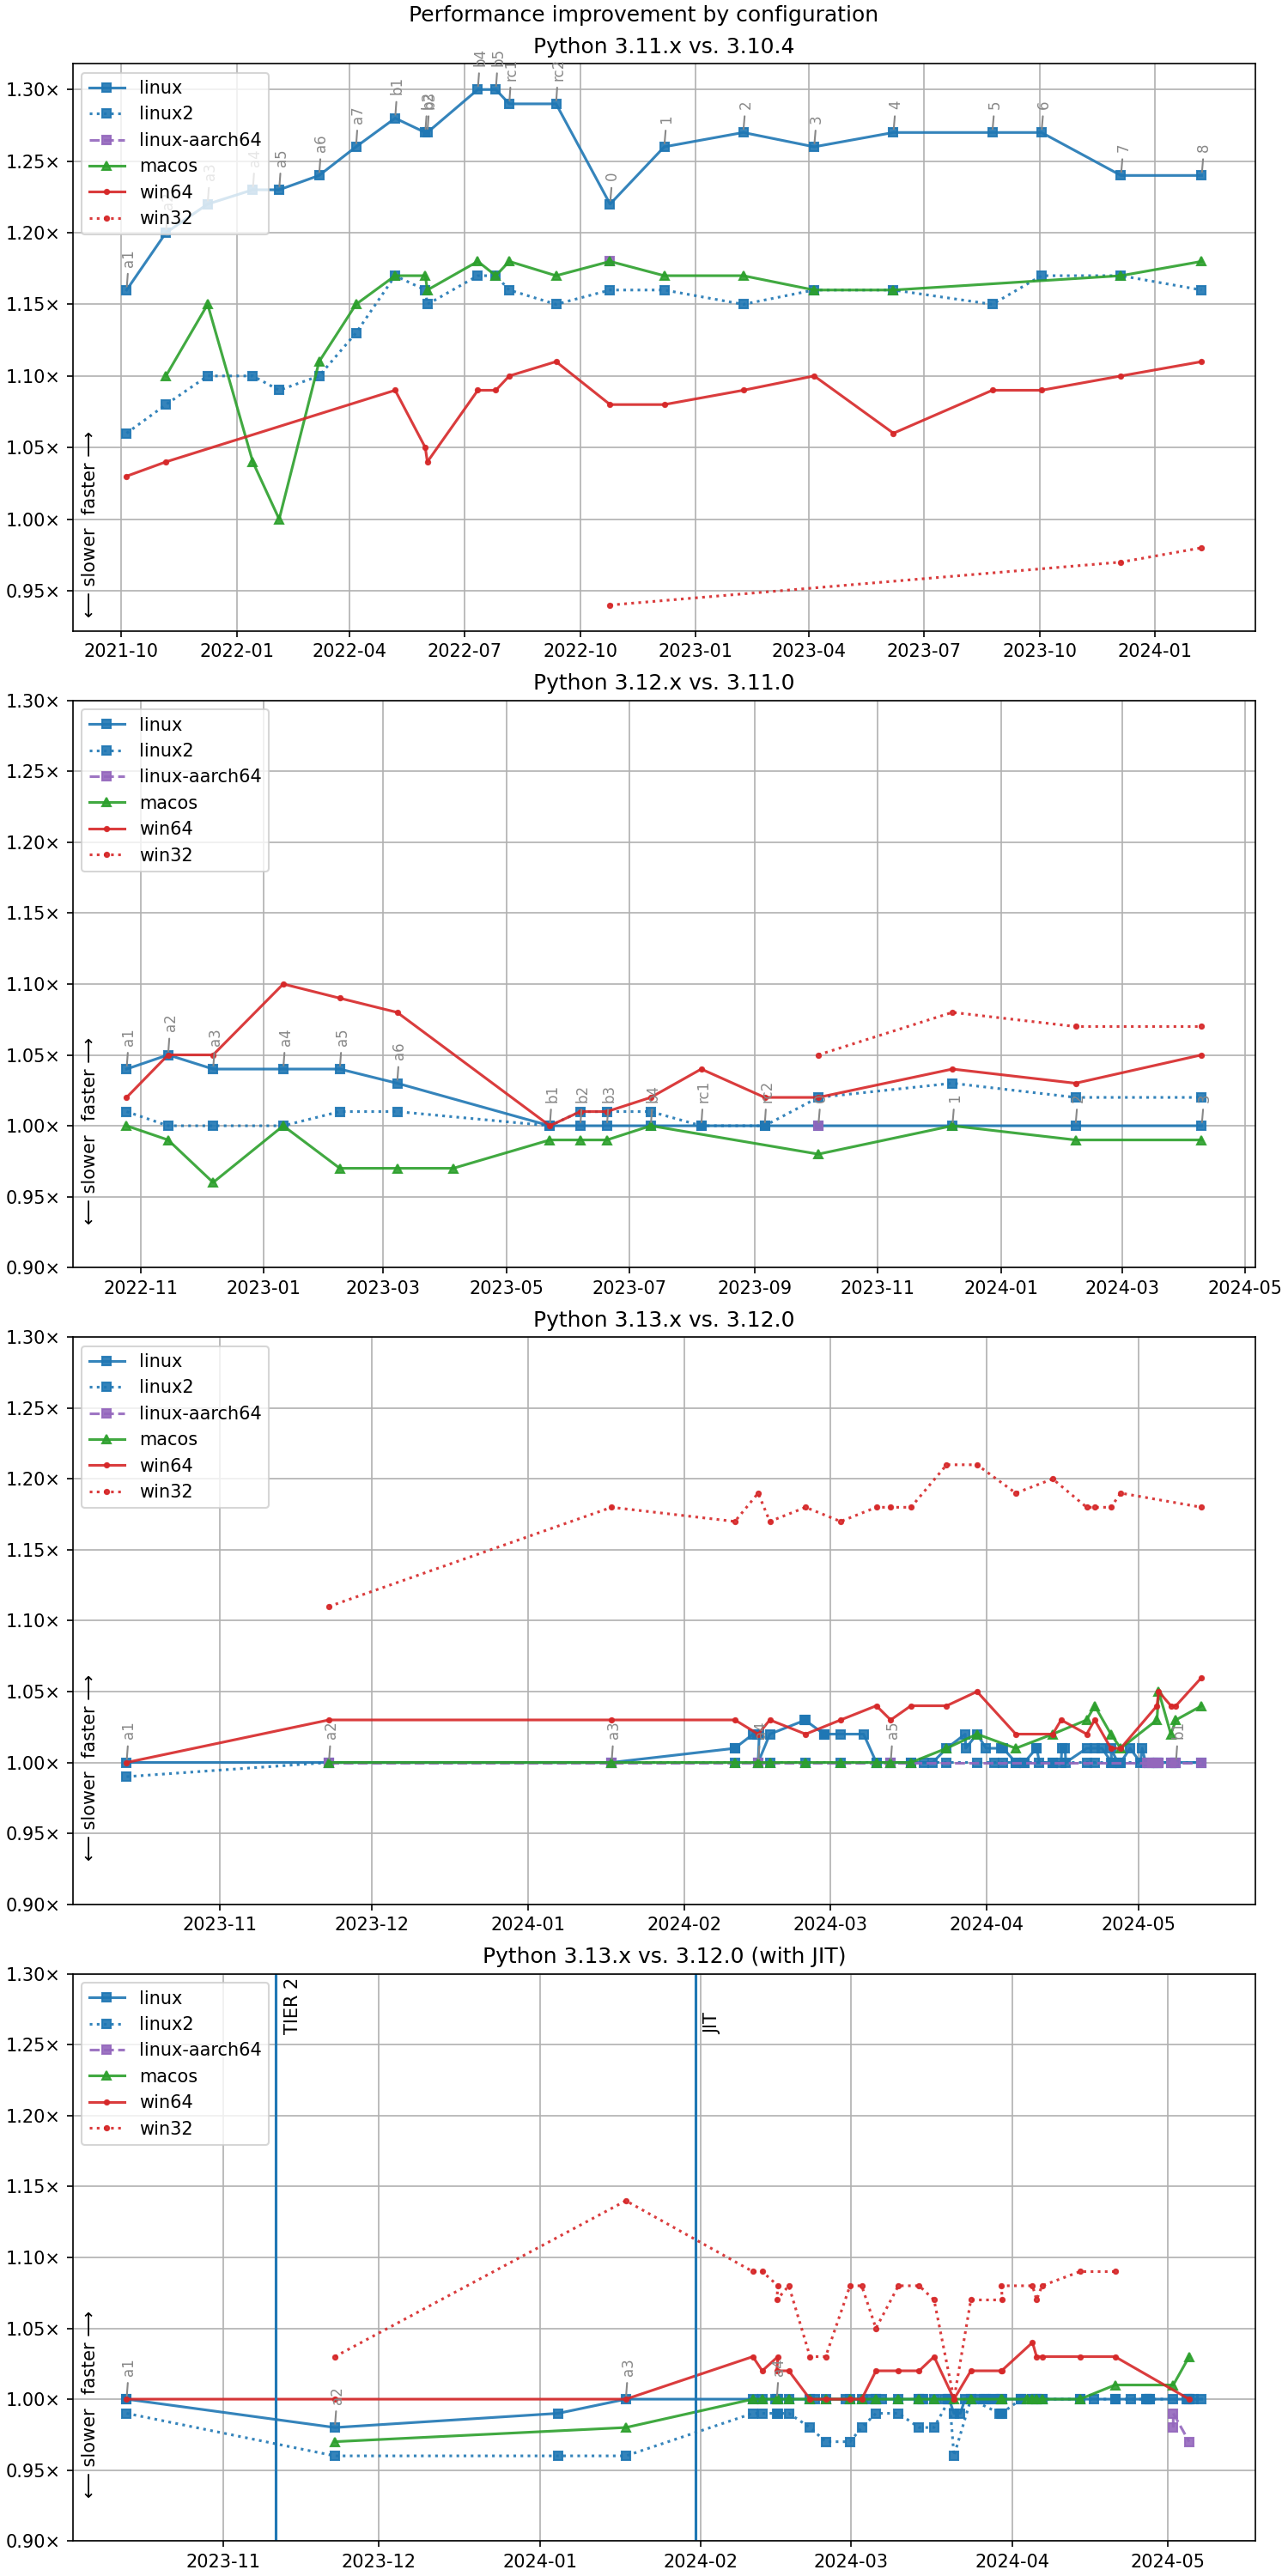 Performance improvement by configuration
Python 3.11.x vs. 3.10.4
1.30×
1.25×
1.20×
1.15×
1.10×
1.05×
1.00×
0.95×
linux
linux2
linux-aarch64
macos
win64
win32
a1
a3
a4
a5
a6
a7
b1
b4
b5
rc1
rc2
0
1
2
3
4
5
6
7
8
⟵ slower faster ⟶
2021-10 2022-01 2022-04 2022-07 2022-10 2023-01 2023-04 2023-07 2023-10 2024-01
Python 3.12.x vs. 3.11.0
1.30×
1.25×
1.20×
1.15×
1.10×
1.05×
1.00×
0.95×
0.90×
linux
linux2
linux-aarch64
macos
win64
win32
a1
a2
a3
a4
a5
a6
b1
b2
b3
b4
rc1
rc2
1
⟵ slower faster ⟶
2022-11 2023-01 2023-03 2023-05 2023-07 2023-09 2023-11 2024-01 2024-03 2024-05
Python 3.13.x vs. 3.12.0
1.30×
1.25×
1.20×
1.15×
1.10×
1.05×
1.00×
0.95×
0.90×
linux
linux2
linux-aarch64
macos
win64
win32
a1
a2
a3
a5
b1
⟵ slower faster ⟶
2023-11 2023-12 2024-01 2024-02 2024-03 2024-04 2024-05
Python 3.13.x vs. 3.12.0 (with JIT)
1.30×
1.25×
1.20×
1.15×
1.10×
1.05×
1.00×
0.95×
0.90×
linux
linux2
linux-aarch64
macos
win64
win32
TIER 2
JIT
a1
a2
a3
a4
⟵ slower faster ⟶
2023-11 2023-12 2024-01 2024-02 2024-03 2024-04 2024-05